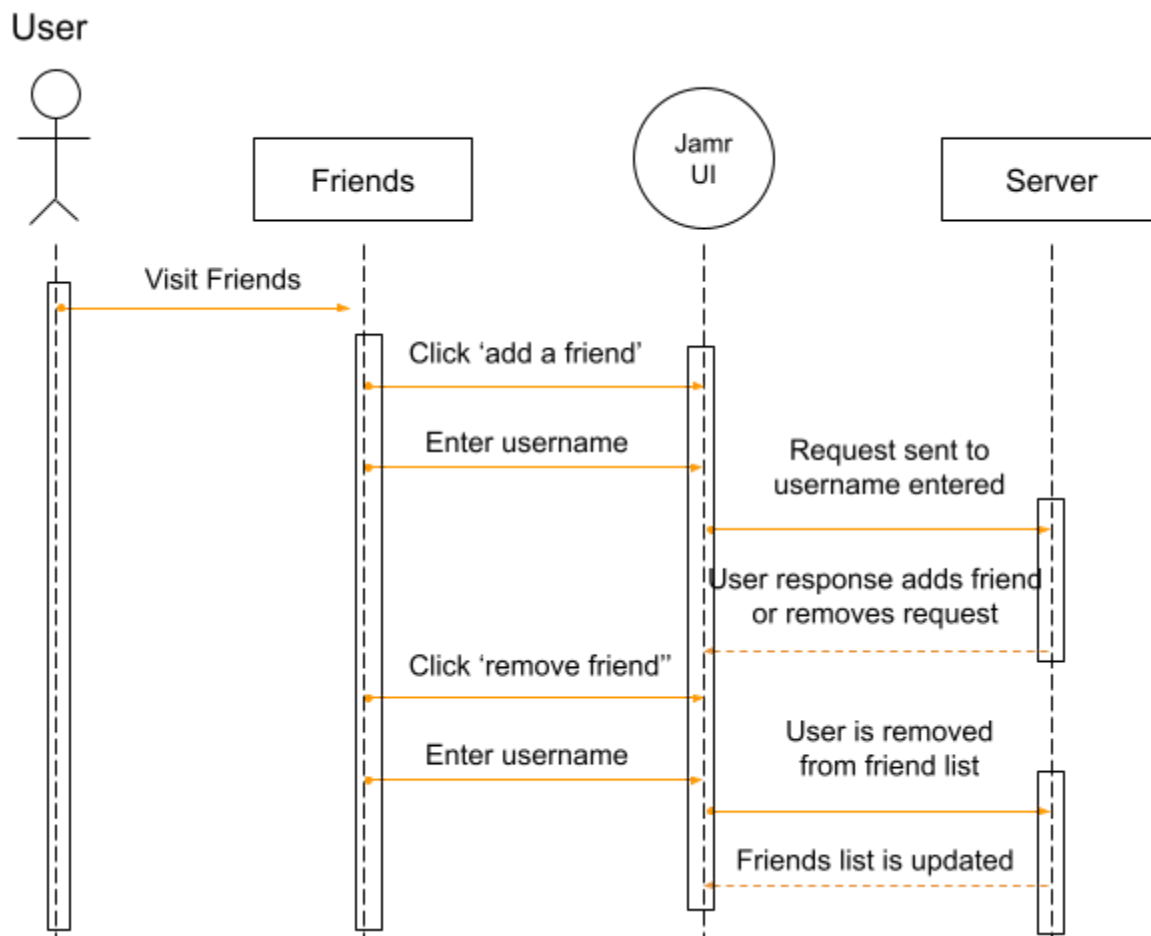 User
Friends
Jamr
UI
Server
Visit Friends
Click ‘add a friend’
Enter username
Request sent to
username entered
User response adds friend
or removes request
Click ‘remove friend’’
Enter username
User is removed
from friend list
Friends list is updated